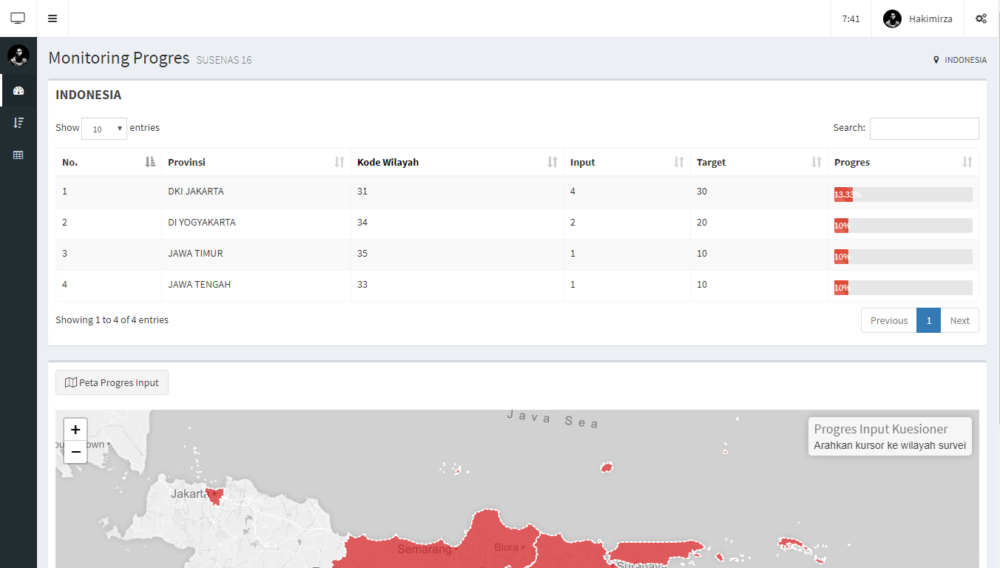 7:41 Hakimirza
Monitoring Progres SUSENAS 16 INDONESIA
INDONESIA
Show 10 entries Search:
No. Provinsi Kode Wilayah Input Target Progres
1 DKI JAKARTA 31 4 30 13.33%
2 DI YOGYAKARTA 34 2 20 10%
3 JAWA TIMUR 35 1 10 10%
4 JAWA TENGAH 33 1 10 10%
Showing 1 to 4 of 4 entries Previous 1 Next
Peta Progres Input
Java Sea
+
−
Progres Input Kuesioner
Arahkan kursor ke wilayah survei
Jakarta
Semarang
Blora
Surabaya